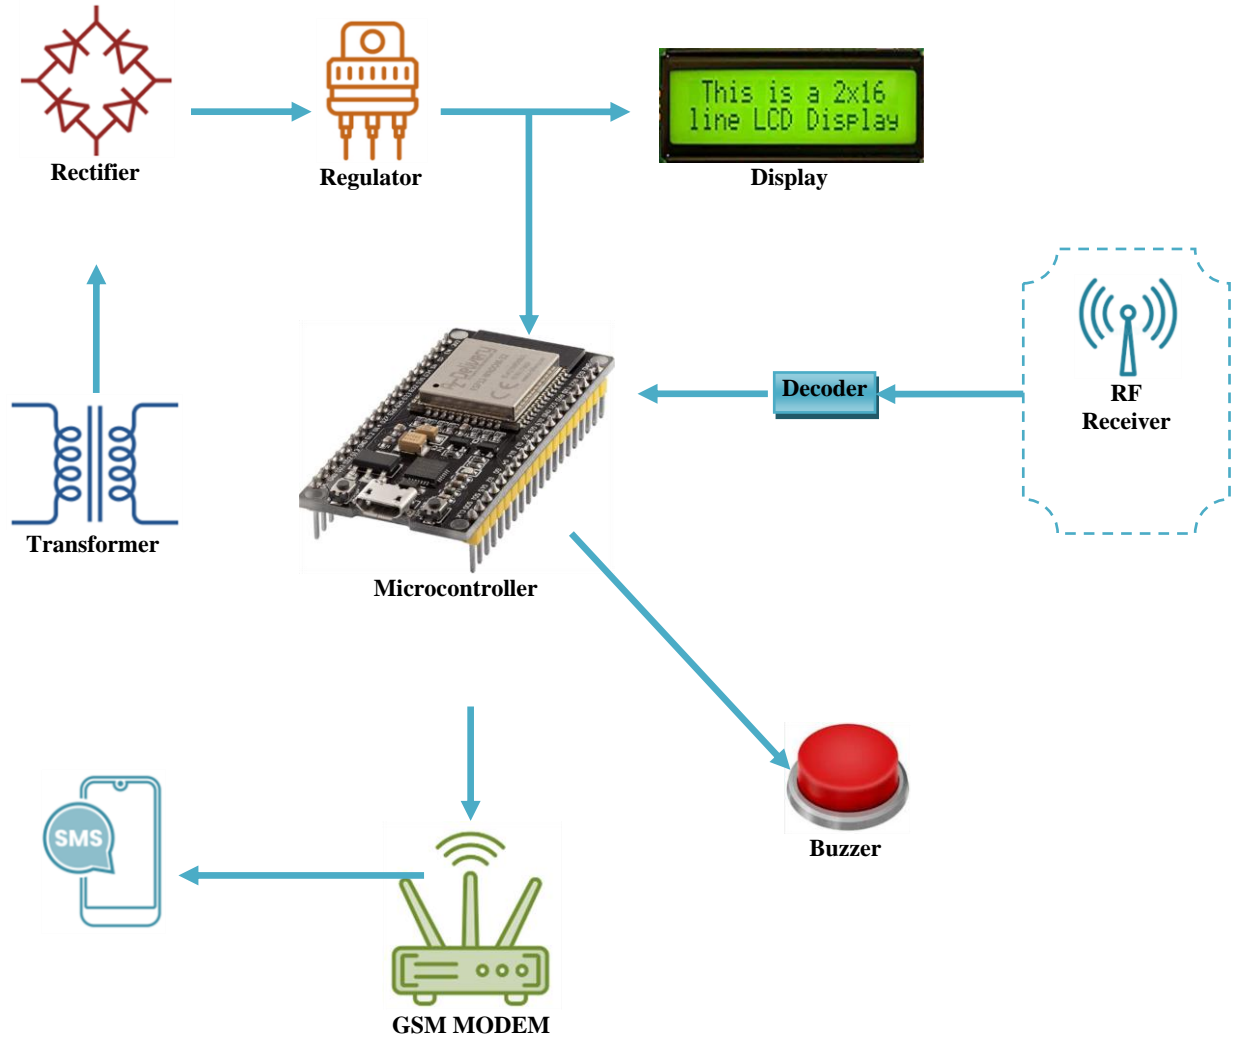 This is a 2x16
line LCD Display
Rectifier
Regulator
Display
Decoder
RF
Receiver
Transformer
Microcontroller
SMS
Buzzer
GSM MODEM